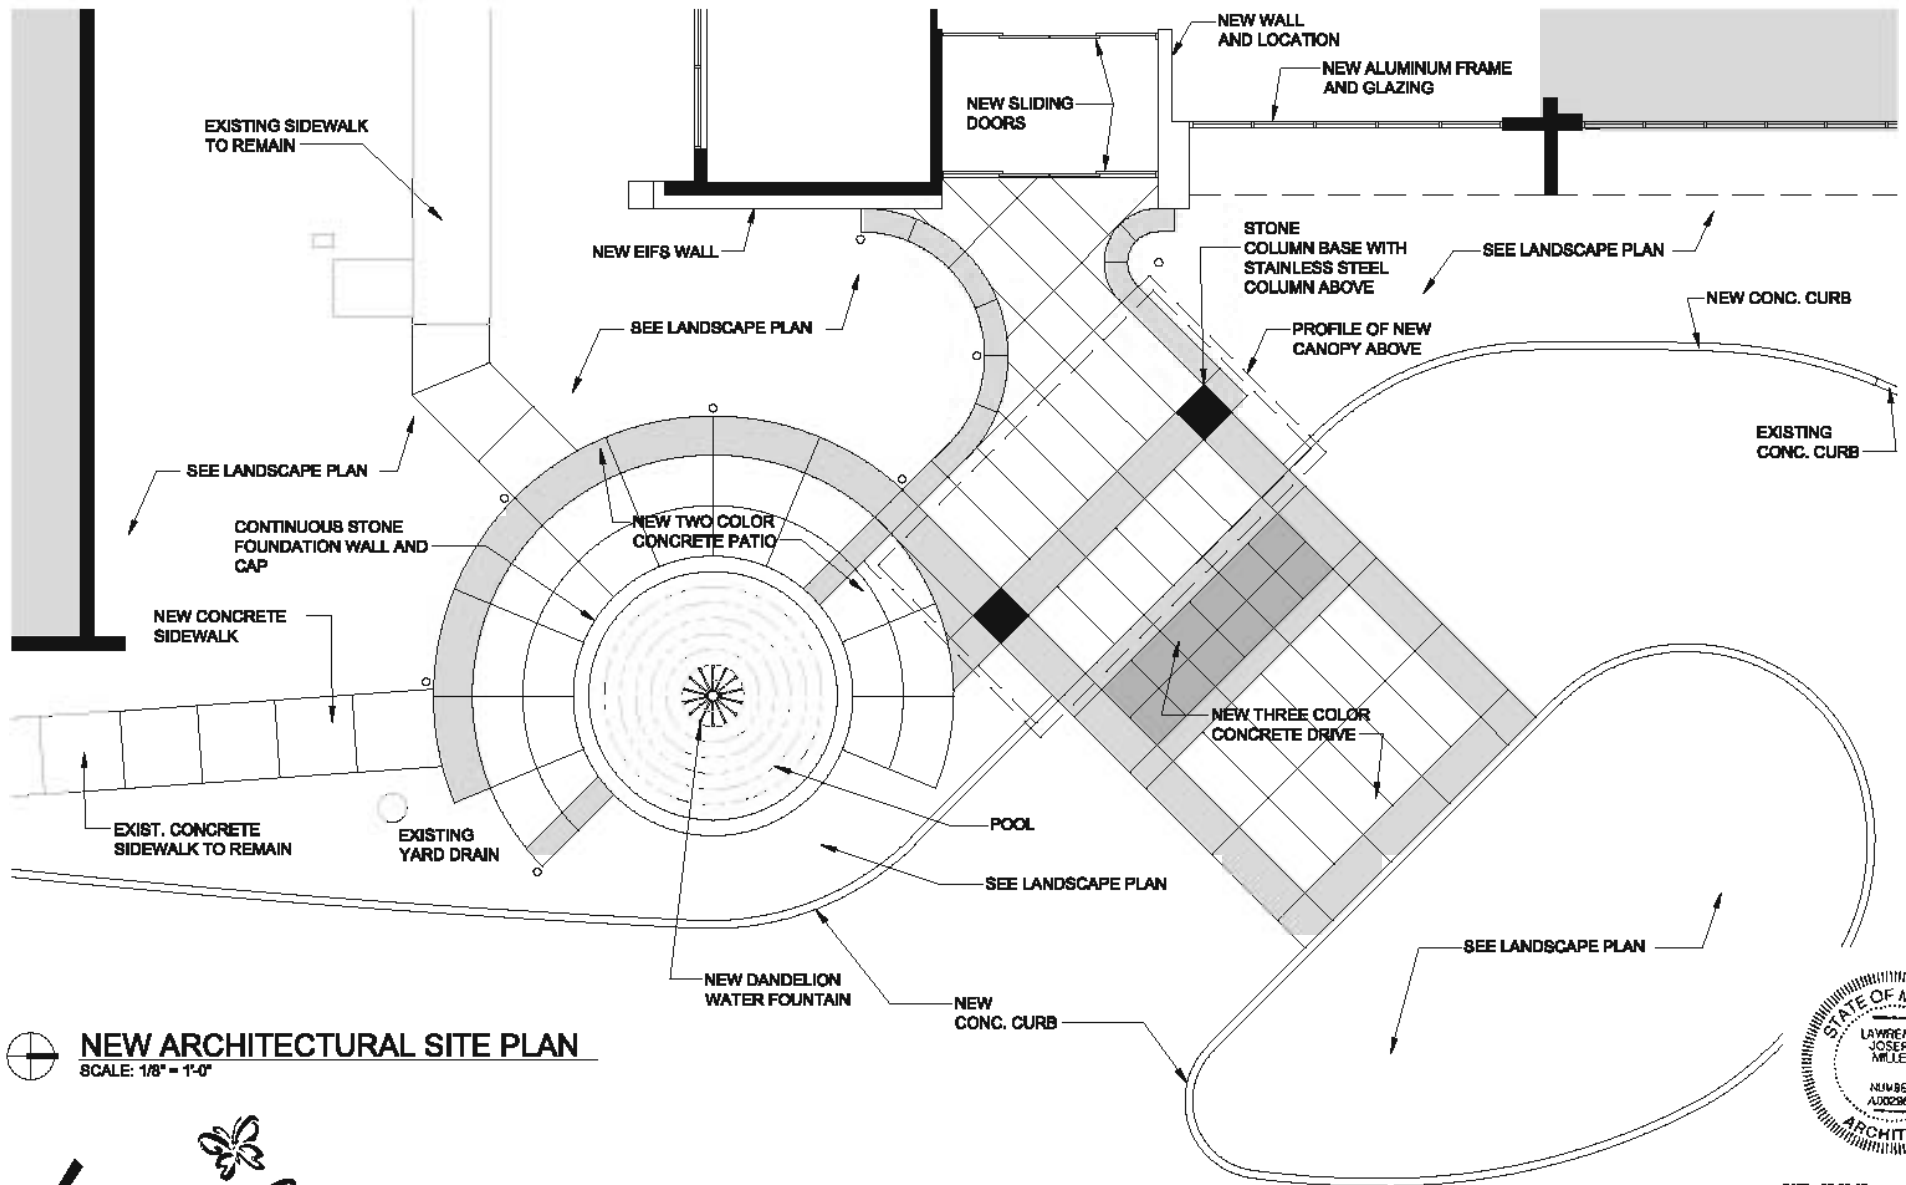 NEW WALL
AND LOCATION
NEW ALUMINUM FRAME
AND GLAZING
NEW SLIDING
DOORS
EXISTING SIDEWALK
TO REMAIN
NEW EIFS WALL
STONE
COLUMN BASE WITH
STAINLESS STEEL
COLUMN ABOVE
SEE LANDSCAPE PLAN
NEW CONC. CURB
SEE LANDSCAPE PLAN
PROFILE OF NEW
CANOPY ABOVE
EXISTING
CONC. CURB
SEE LANDSCAPE PLAN
CONTINUOUS STONE
FOUNDATION WALL AND
CAP
NEW TWO COLOR
CONCRETE PATIO
NEW CONCRETE
SIDEWALK
NEW THREE COLOR
CONCRETE DRIVE
EXIST. CONCRETE
SIDEWALK TO REMAIN
EXISTING
YARD DRAIN
POOL
SEE LANDSCAPE PLAN
SEE LANDSCAPE PLAN
NEW DANDELION
WATER FOUNTAIN
NEW
CONC. CURB
NEW ARCHITECTURAL SITE PLAN
SCALE: 1/8" = 1'-0"
STATE OF